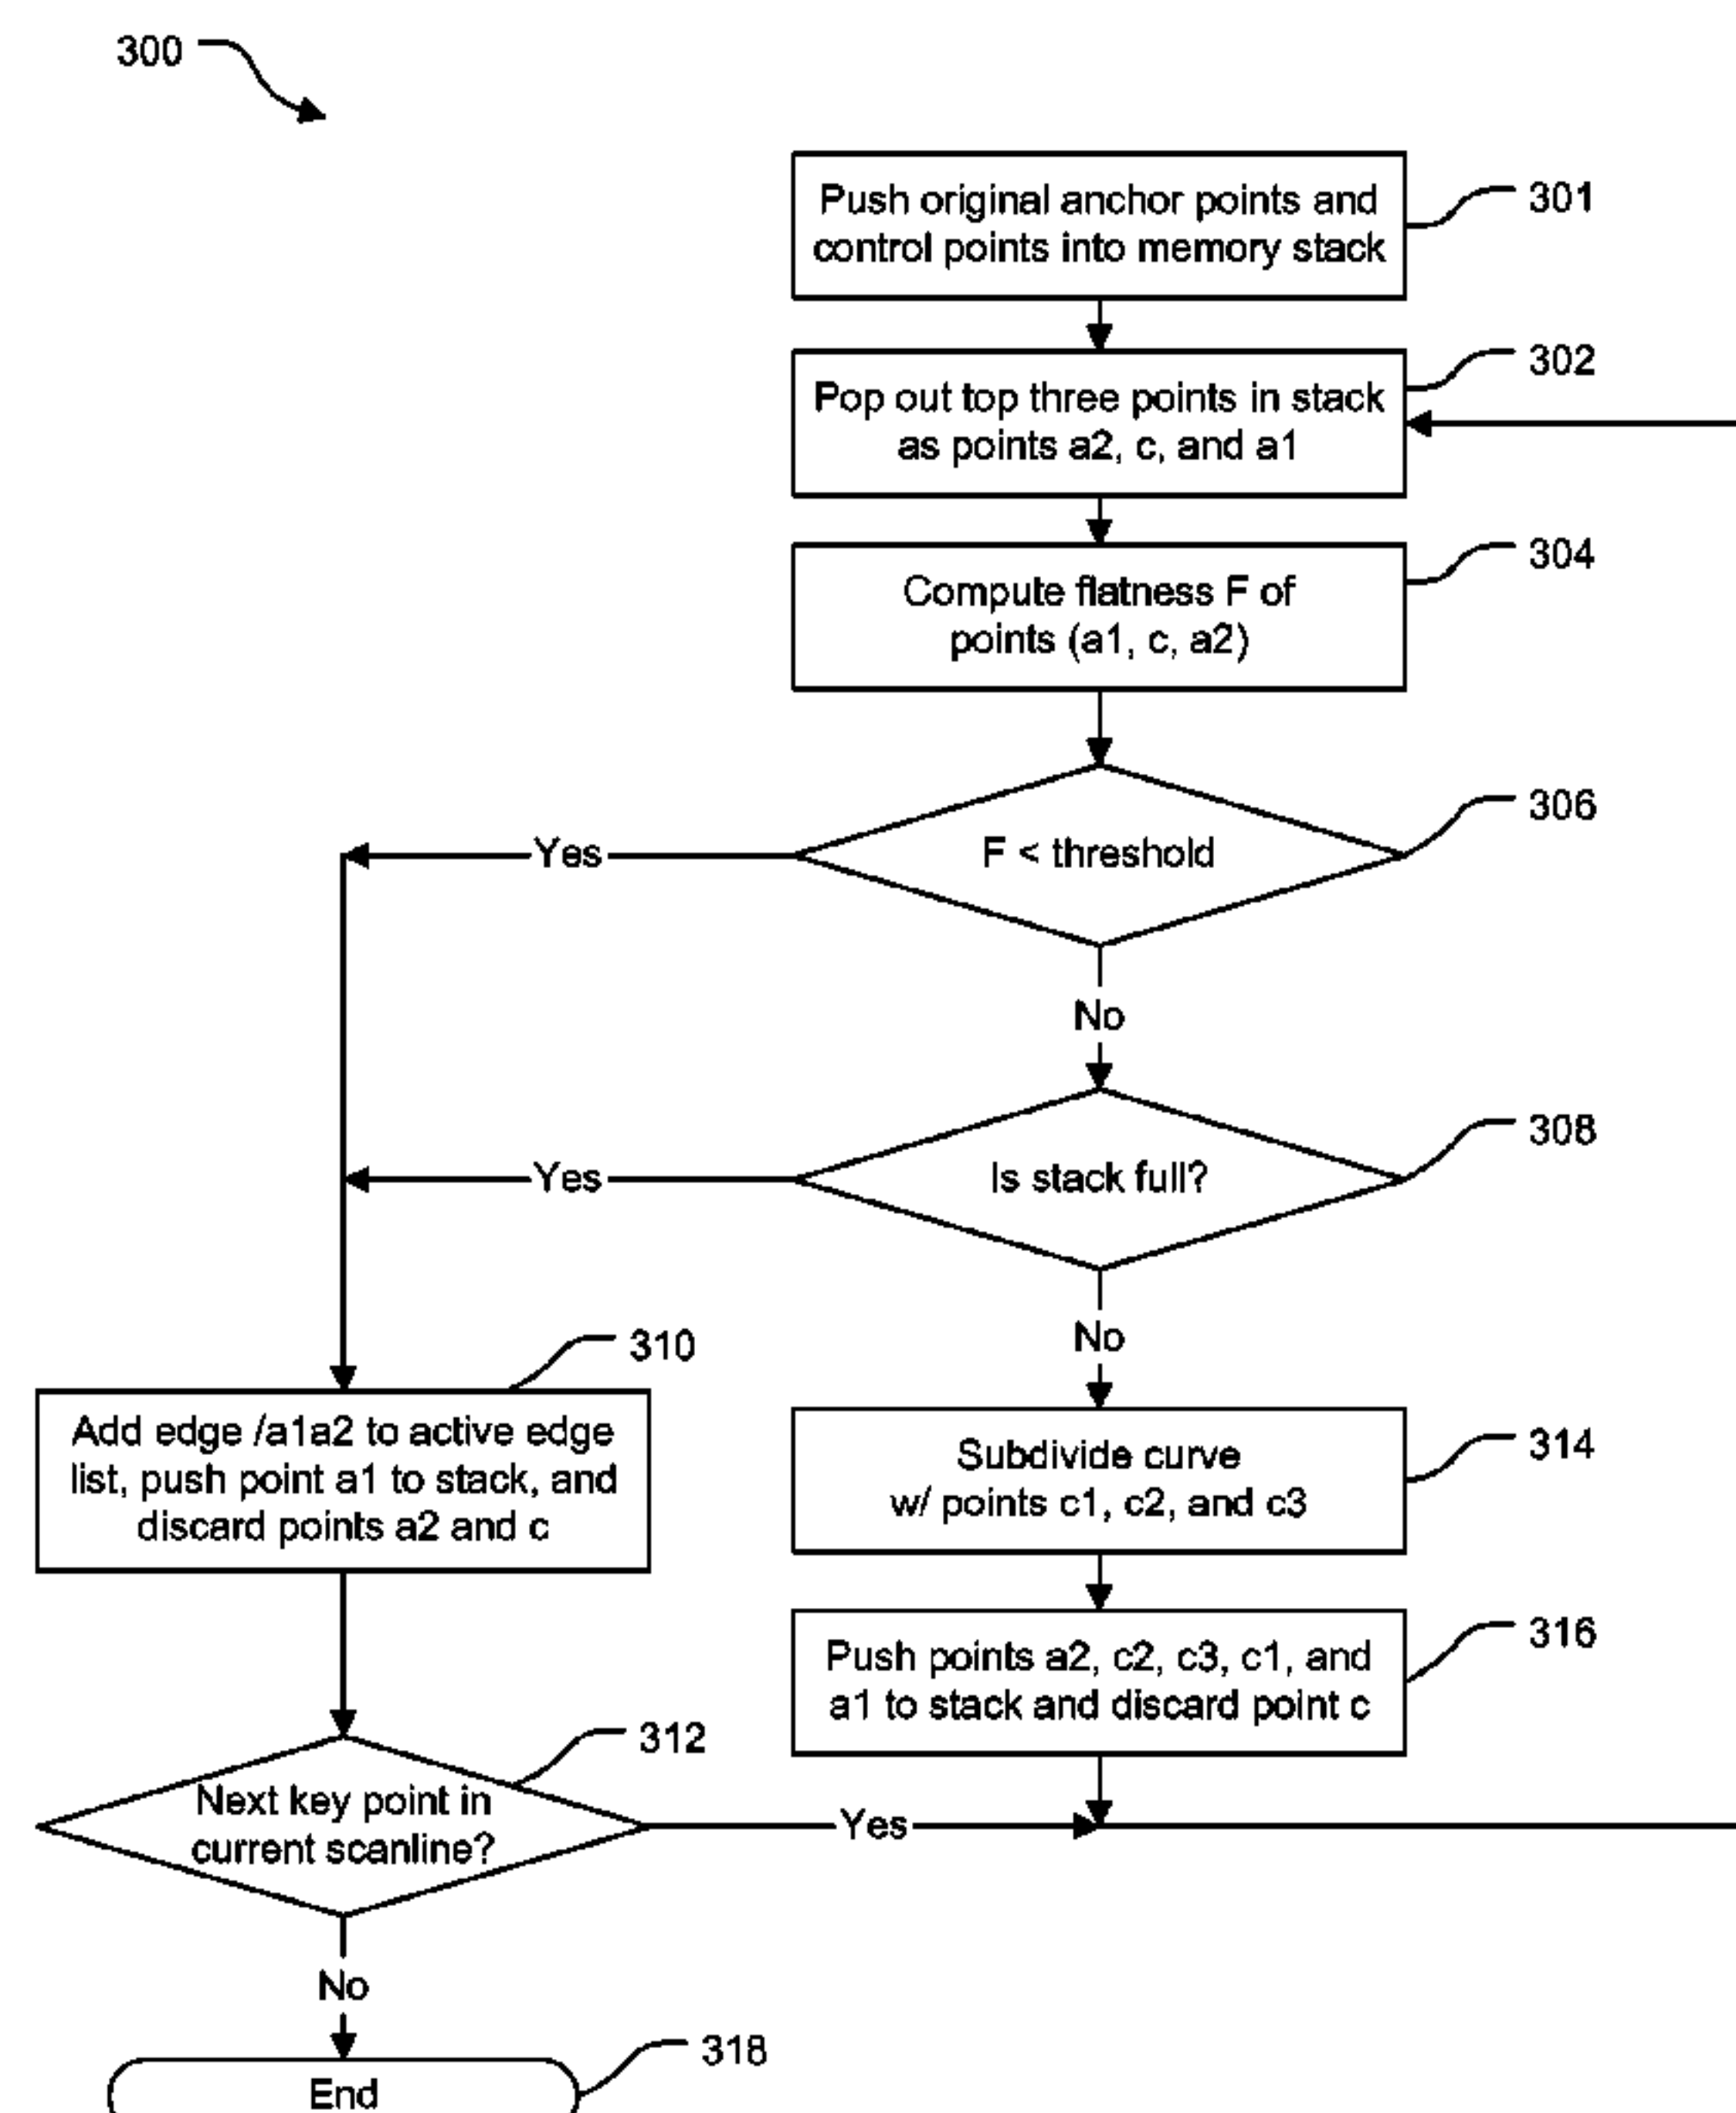 300
Push original anchor points and
control points into memory stack
301
Pop out top three points in stack
as points a2, c, and a1
302
Compute flatness F of
points (a1, c, a2)
304
F < threshold
306
Yes
No
Is stack full?
308
Yes
No
310
Add edge /a1a2 to active edge
list, push point a1 to stack, and
discard points a2 and c
Subdivide curve
w/ points c1, c2, and c3
314
Push points a2, c2, c3, c1, and
a1 to stack and discard point c
316
312
Next key point in
current scanline?
Yes
No
318
End